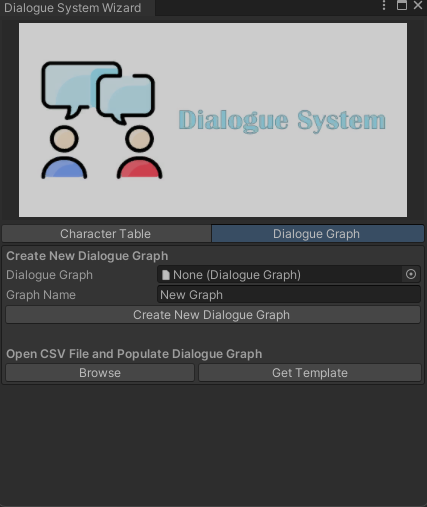 Dialogue System Wizard
Dialogue System
Character Table
Dialogue Graph
Create New Dialogue Graph
Dialogue Graph
None (Dialogue Graph)
Graph Name
New Graph
Create New Dialogue Graph
Open CSV File and Populate Dialogue Graph
Browse
Get Template